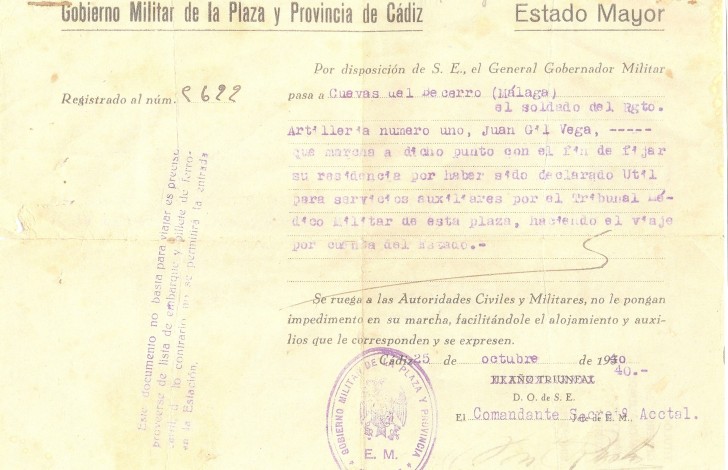 Gobierno Militar de la Plaza y Provincia de Cádiz
Estado Mayor
Registrado al núm. 2622
Por disposición de S. E., el General Gobernador Militar
pasa a Cuevas del Becerro (Málaga)
el soldado del Rgto.
Artilleria numero uno, Juan Gil Vega, -----
que marcha a dicho punto con el fin de fijar
su residencia por haber sido declarado Util
para servicios auxiliares por el Tribunal Mé-
dico Militar de esta plaza, haciendo el viaje
por cuenta del Estado.-
Se ruega a las Autoridades Civiles y Militares, no le pongan
impedimento en su marcha, facilitándole el alojamiento y auxi-
lios que le corresponden y se expresen.
Cádiz 25 de octubre de 1940
40.-
AÑO TRIUNFAL
D. O. de S. E.
El Comandante Secre? Acctal.
Jefe de E. M.,
Este documento no basta para viajar es preciso
proveerse de lista de embarque y billete de ferro-
carril, lo contrario no se permitirá la entrada
en la Estación.
GOBIERNO MILITAR DE LA PLAZA Y PROVINCIA
E. M.